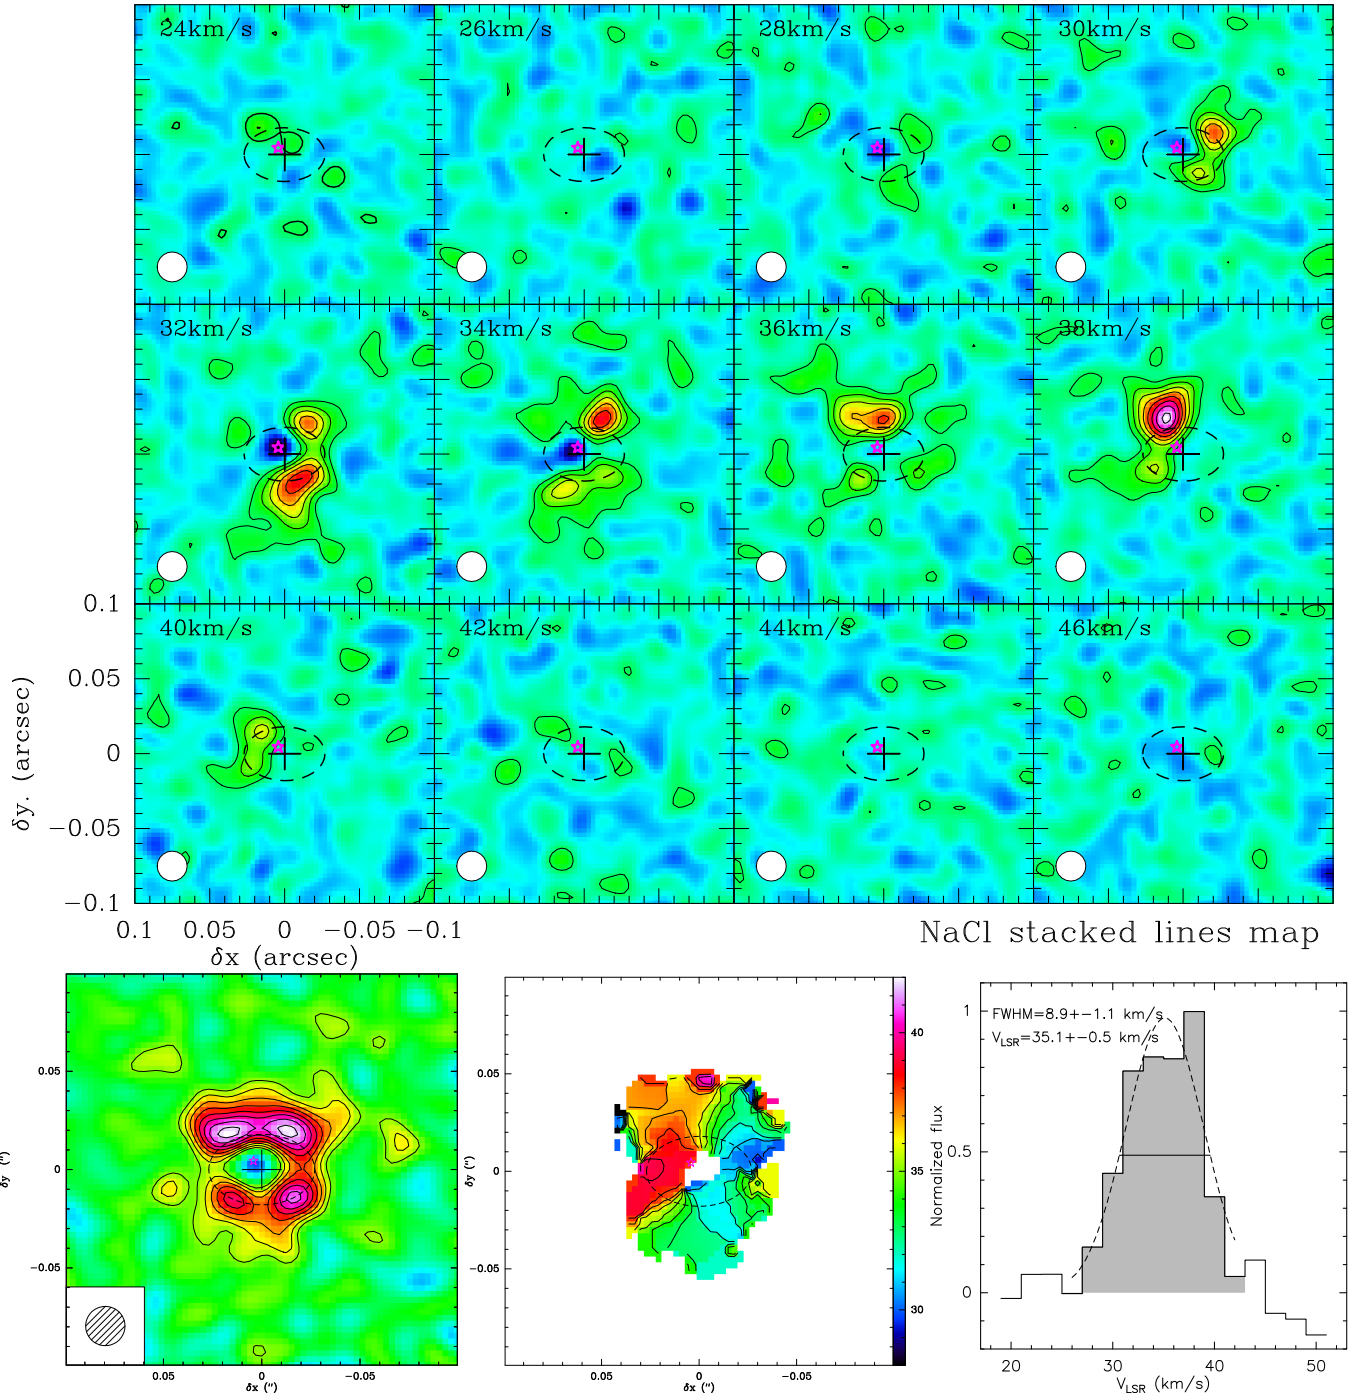 24km/s 26km/s 28km/s 30km/s
32km/s 34km/s 36km/s 38km/s
0.1
40km/s 42km/s 44km/s 46km/s
0.05
0
δy. (arcsec)
−0.05
−0.1
0.1 0.05 0 −0.05 −0.1
δx (arcsec)
NaCl stacked lines map
0.05
0
−0.05
δy (")
0.05 0 −0.05
δx (")
0.05
0
−0.05
δy (")
0.05 0 −0.05
δx (")
40
35
30
FWHM=8.9+−1.1 km/s
VLSR=35.1+−0.5 km/s
1
0.5
0
Normalized flux
20 30 40 50
VLSR (km/s)